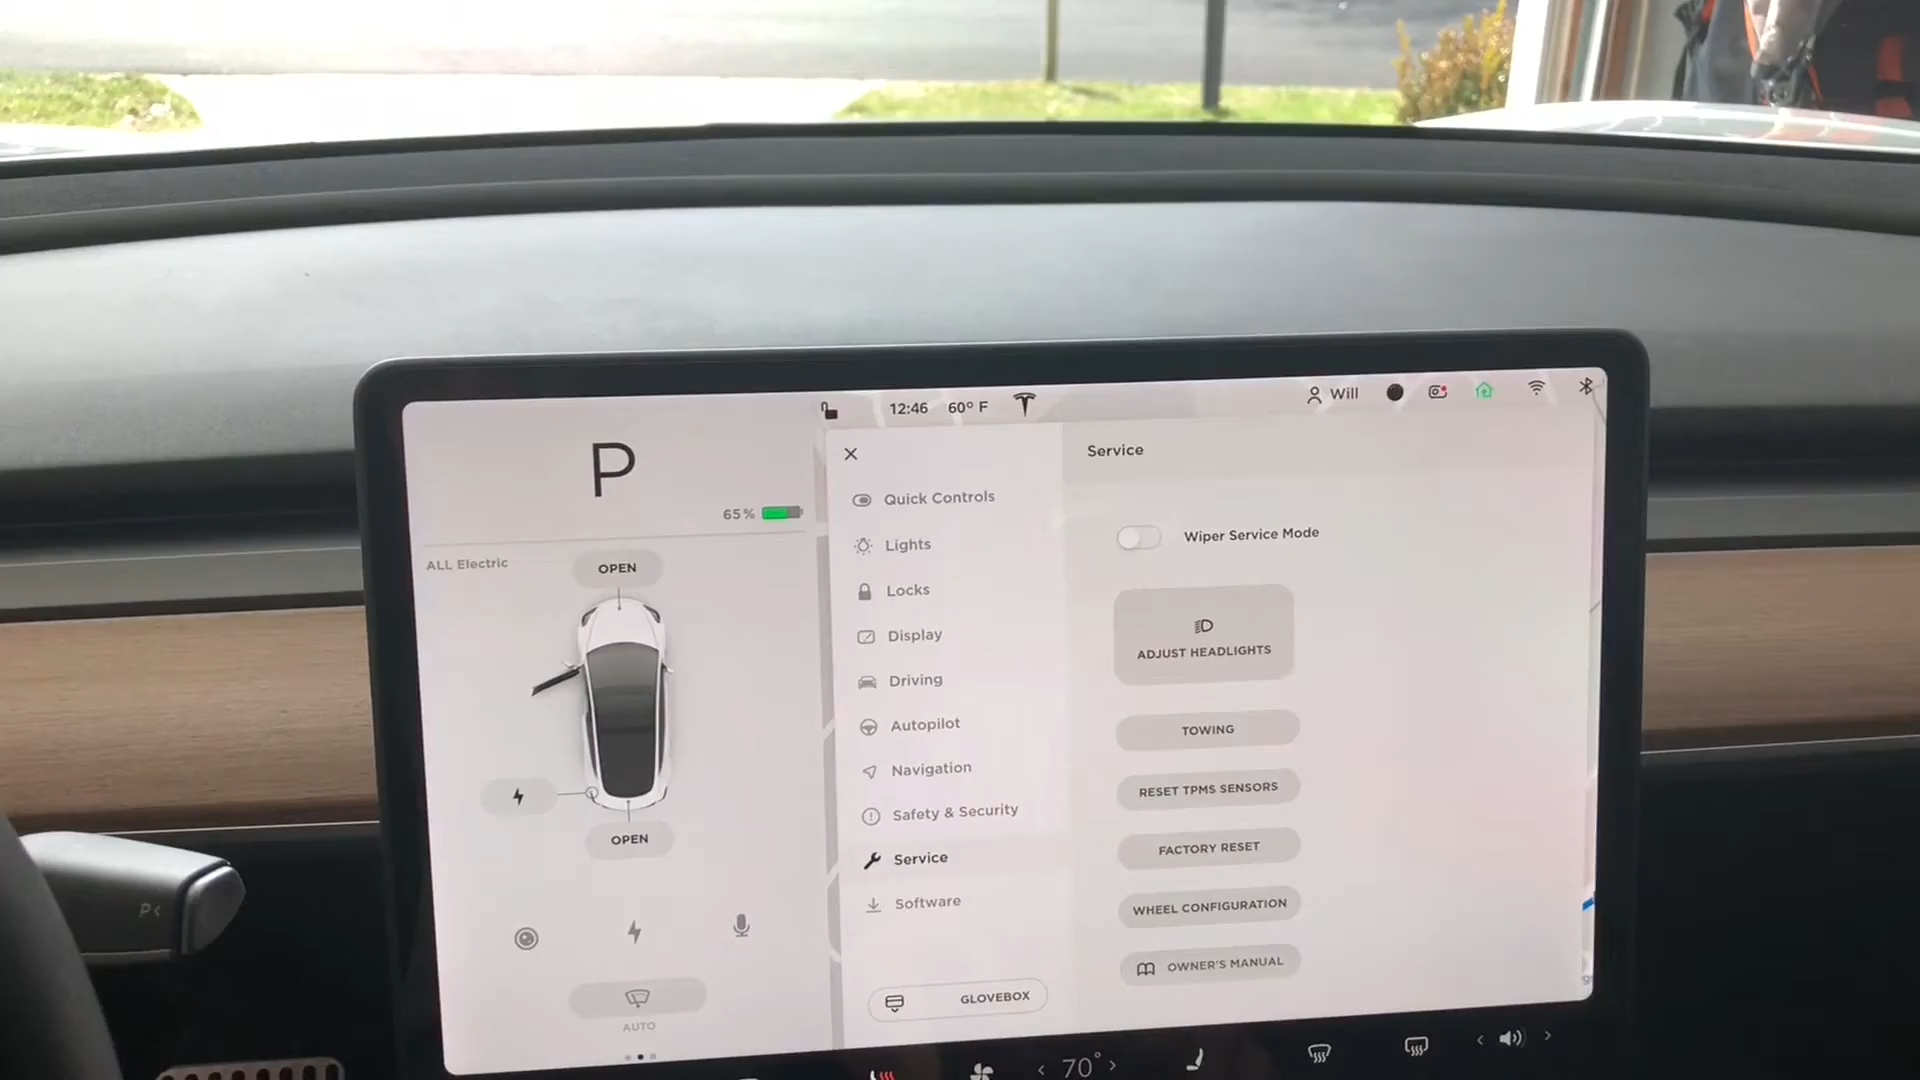 12:46 60° F
Will
P
65%
ALL Electric
OPEN
OPEN
AUTO
Quick Controls
Lights
Locks
Display
Driving
Autopilot
Navigation
Safety & Security
Service
Software
GLOVEBOX
Service
Wiper Service Mode
ADJUST HEADLIGHTS
TOWING
RESET TPMS SENSORS
FACTORY RESET
WHEEL CONFIGURATION
OWNER'S MANUAL
< 70° >
< >
P<